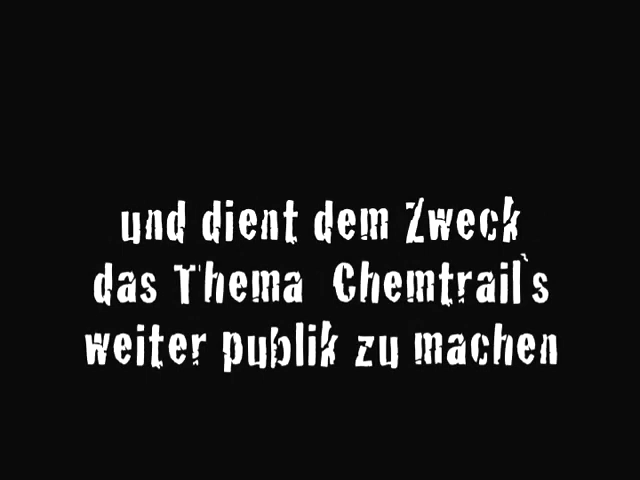 und dient dem Zweck
das Thema Chemtrail`s
weiter publik zu machen